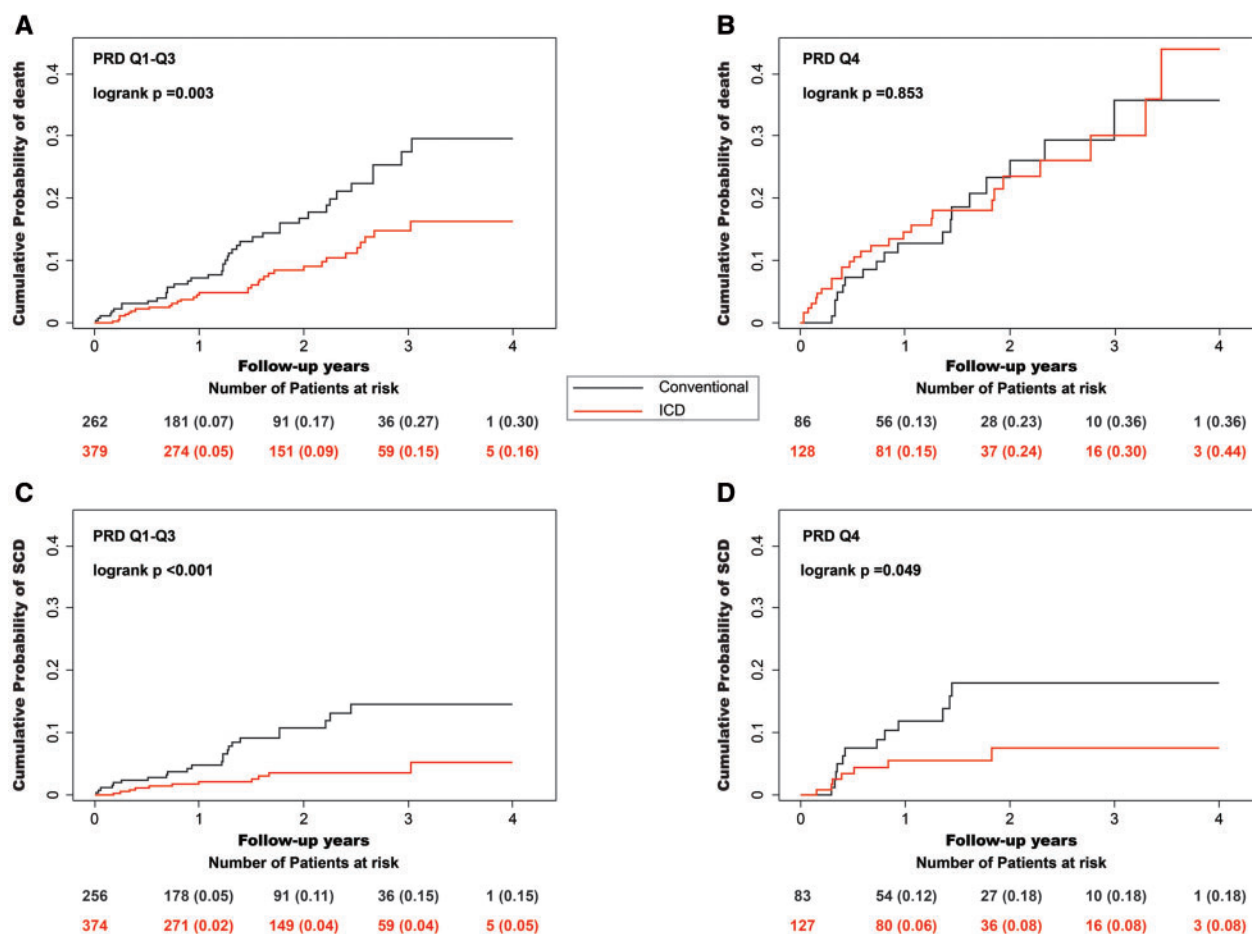 A
PRD Q1-Q3
logrank p =0.003
Cumulative Probability of death
0 0.1 0.2 0.3 0.4
0 1 2 3 4
Follow-up years
Number of Patients at risk
262 181 (0.07) 91 (0.17) 36 (0.27) 1 (0.30)
379 274 (0.05) 151 (0.09) 59 (0.15) 5 (0.16)
B
PRD Q4
logrank p =0.853
Cumulative Probability of death
0 0.1 0.2 0.3 0.4
0 1 2 3 4
Follow-up years
Number of Patients at risk
86 56 (0.13) 28 (0.23) 10 (0.36) 1 (0.36)
128 81 (0.15) 37 (0.24) 16 (0.30) 3 (0.44)
Conventional
ICD
C
PRD Q1-Q3
logrank p <0.001
Cumulative Probability of SCD
0 0.1 0.2 0.3 0.4
0 1 2 3 4
Follow-up years
Number of Patients at risk
256 178 (0.05) 91 (0.11) 36 (0.15) 1 (0.15)
374 271 (0.02) 149 (0.04) 59 (0.04) 5 (0.05)
D
PRD Q4
logrank p =0.049
Cumulative Probability of SCD
0 0.1 0.2 0.3 0.4
0 1 2 3 4
Follow-up years
Number of Patients at risk
83 54 (0.12) 27 (0.18) 10 (0.18) 1 (0.18)
127 80 (0.06) 36 (0.08) 16 (0.08) 3 (0.08)